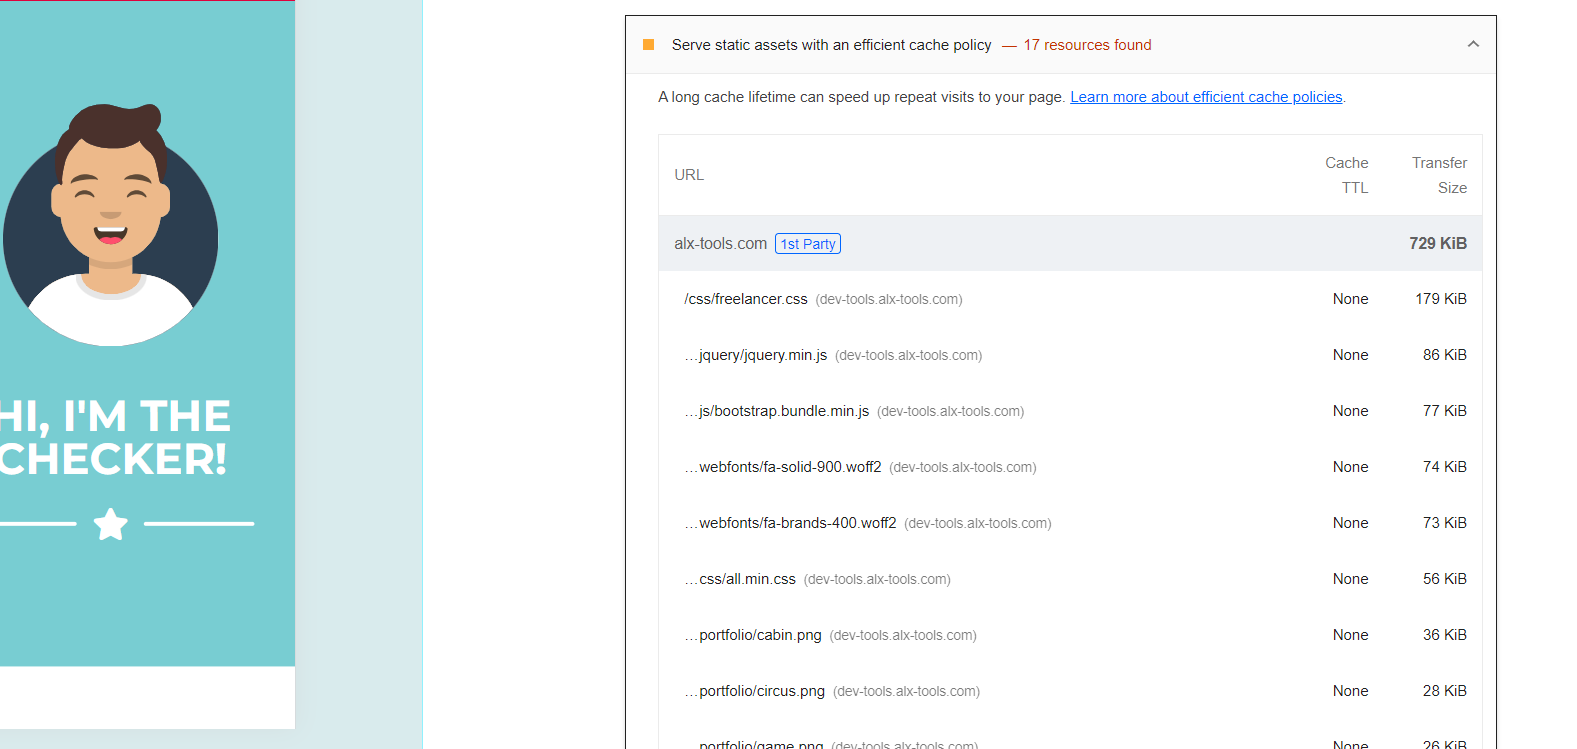 HI, I'M THE
CHECKER!
Serve static assets with an efficient cache policy — 17 resources found
A long cache lifetime can speed up repeat visits to your page. Learn more about efficient cache policies.
URL Cache TTL Transfer Size
alx-tools.com 1st Party 729 KiB
/css/freelancer.css (dev-tools.alx-tools.com) None 179 KiB
…jquery/jquery.min.js (dev-tools.alx-tools.com) None 86 KiB
…js/bootstrap.bundle.min.js (dev-tools.alx-tools.com) None 77 KiB
…webfonts/fa-solid-900.woff2 (dev-tools.alx-tools.com) None 74 KiB
…webfonts/fa-brands-400.woff2 (dev-tools.alx-tools.com) None 73 KiB
…css/all.min.css (dev-tools.alx-tools.com) None 56 KiB
…portfolio/cabin.png (dev-tools.alx-tools.com) None 36 KiB
…portfolio/circus.png (dev-tools.alx-tools.com) None 28 KiB
…portfolio/game.png (dev-tools.alx-tools.com) None 26 KiB